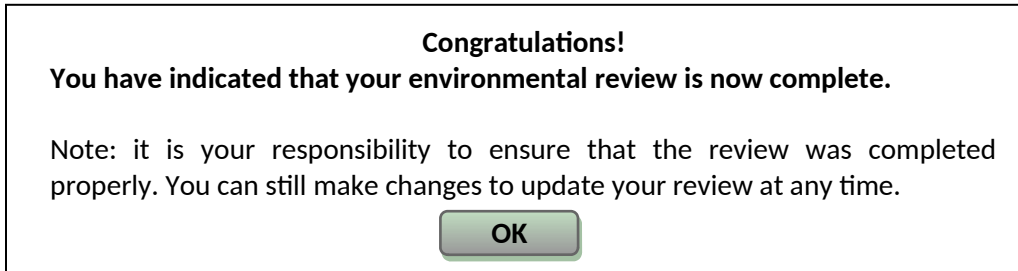 Congratulations!
You have indicated that your environmental review is now complete.
Note: it is your responsibility to ensure that the review was completed
properly. You can still make changes to update your review at any time.
OK